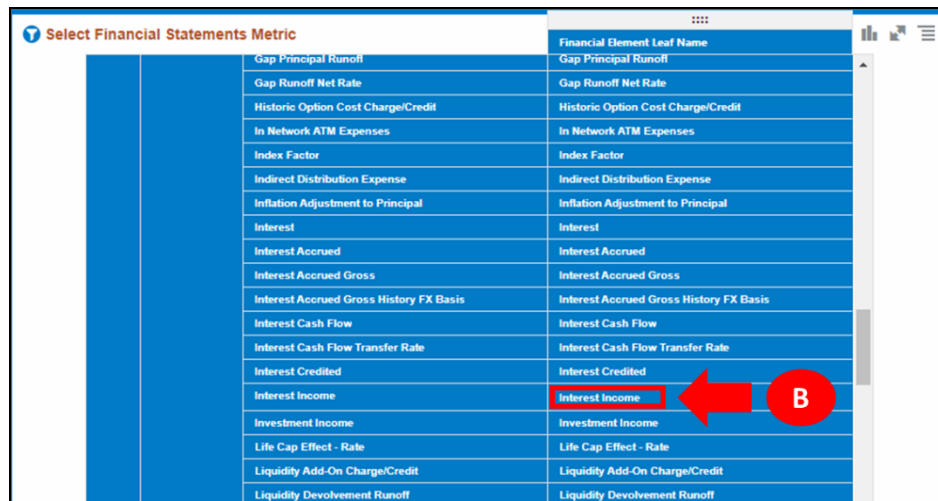 Select Financial Statements Metric
Financial Element Leaf Name
Gap Principal Runoff Gap Principal Runoff
Gap Runoff Net Rate Gap Runoff Net Rate
Historic Option Cost Charge/Credit Historic Option Cost Charge/Credit
In Network ATM Expenses In Network ATM Expenses
Index Factor Index Factor
Indirect Distribution Expense Indirect Distribution Expense
Inflation Adjustment to Principal Inflation Adjustment to Principal
Interest Interest
Interest Accrued Interest Accrued
Interest Accrued Gross Interest Accrued Gross
Interest Accrued Gross History FX Basis Interest Accrued Gross History FX Basis
Interest Cash Flow Interest Cash Flow
Interest Cash Flow Transfer Rate Interest Cash Flow Transfer Rate
Interest Credited Interest Credited
Interest Income Interest Income B
Investment Income Investment Income
Life Cap Effect - Rate Life Cap Effect - Rate
Liquidity Add-On Charge/Credit Liquidity Add-On Charge/Credit
Liquidity Devolvement Runoff Liquidity Devolvement Runoff